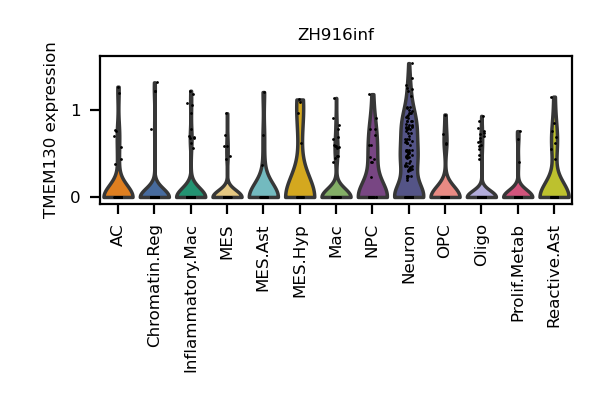 ZH916inf
TMEM130 expression
1
0
AC
Chromatin.Reg
Inflammatory.Mac
MES
MES.Ast
MES.Hyp
Mac
NPC
Neuron
OPC
Oligo
Prolif.Metab
Reactive.Ast